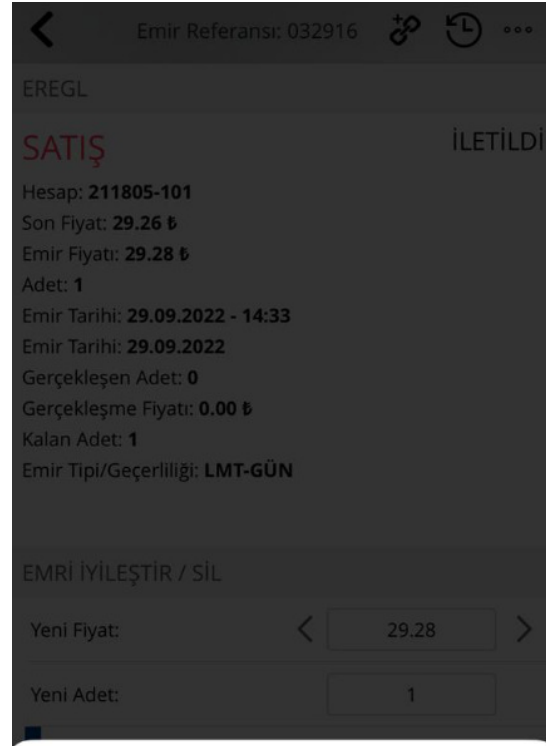 Emir Referansı: 032916
EREGL
SATIŞ
İLETİLDİ
Hesap: 211805-101
Son Fiyat: 29.26 ₺
Emir Fiyatı: 29.28 ₺
Adet: 1
Emir Tarihi: 29.09.2022 - 14:33
Emir Tarihi: 29.09.2022
Gerçekleşen Adet: 0
Gerçekleşme Fiyatı: 0.00 ₺
Kalan Adet: 1
Emir Tipi/Geçerliliği: LMT-GÜN
EMRİ İYİLEŞTİR / SİL
Yeni Fiyat: 29.28
Yeni Adet: 1